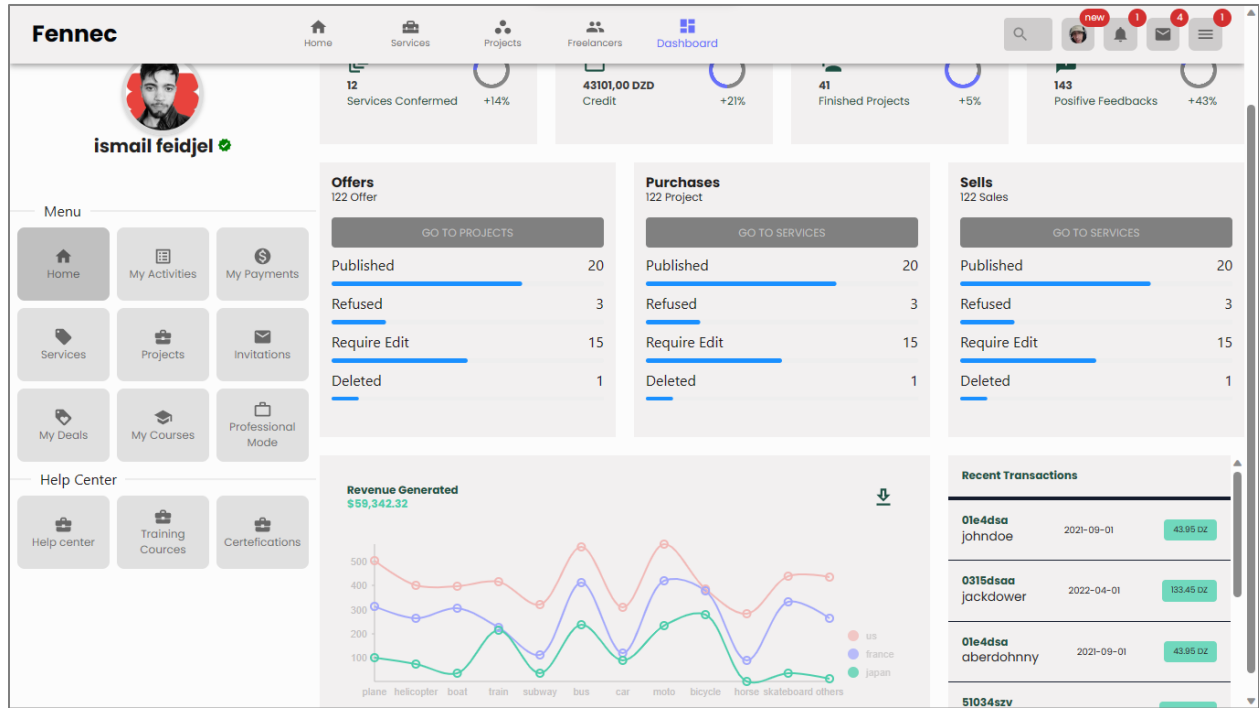 Fennec
Home
Services
Projects
Freelancers
Dashboard
new
1
4
1
ismail feidjel
Menu
Home
My Activities
My Payments
Services
Projects
Invitations
My Deals
My Courses
Professional
Mode
Help Center
Help center
Training
Cources
Certefications
12
Services Confermed
+14%
43101,00 DZD
Credit
+21%
41
Finished Projects
+5%
143
Posifive Feedbacks
+43%
Offers
122 Offer
GO TO PROJECTS
Published 20
Refused 3
Require Edit 15
Deleted 1
Purchases
122 Project
GO TO SERVICES
Published 20
Refused 3
Require Edit 15
Deleted 1
Sells
122 Sales
GO TO SERVICES
Published 20
Refused 3
Require Edit 15
Deleted 1
Revenue Generated
$59,342.32
500
400
300
200
100
plane helicopter boat train subway bus car moto bicycle horse skateboard others
us
france
japan
Recent Transactions
01e4dsa
johndoe
2021-09-01
43.95 DZ
0315dsaa
jackdower
2022-04-01
133.45 DZ
01e4dsa
aberdohnny
2021-09-01
43.95 DZ
51034szv